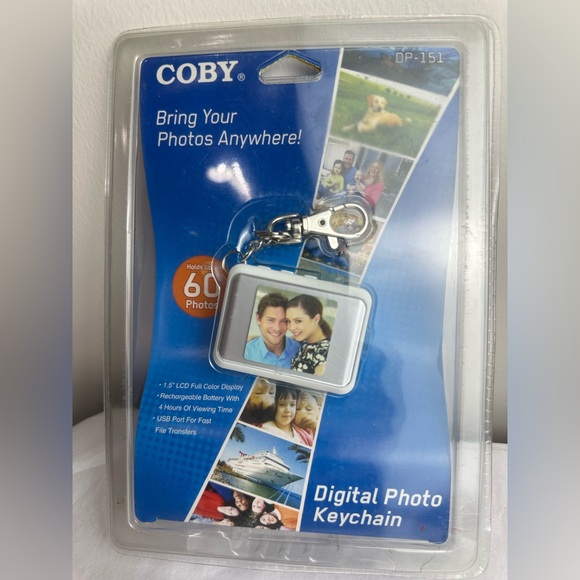 COBY®
DP-151
Bring Your
Photos Anywhere!
Holds
60
Photos
• 1.5" LCD Full Color Display
• Rechargeable Battery With
4 Hours Of Viewing Time
• USB Port For Fast
File Transfers
Digital Photo
Keychain